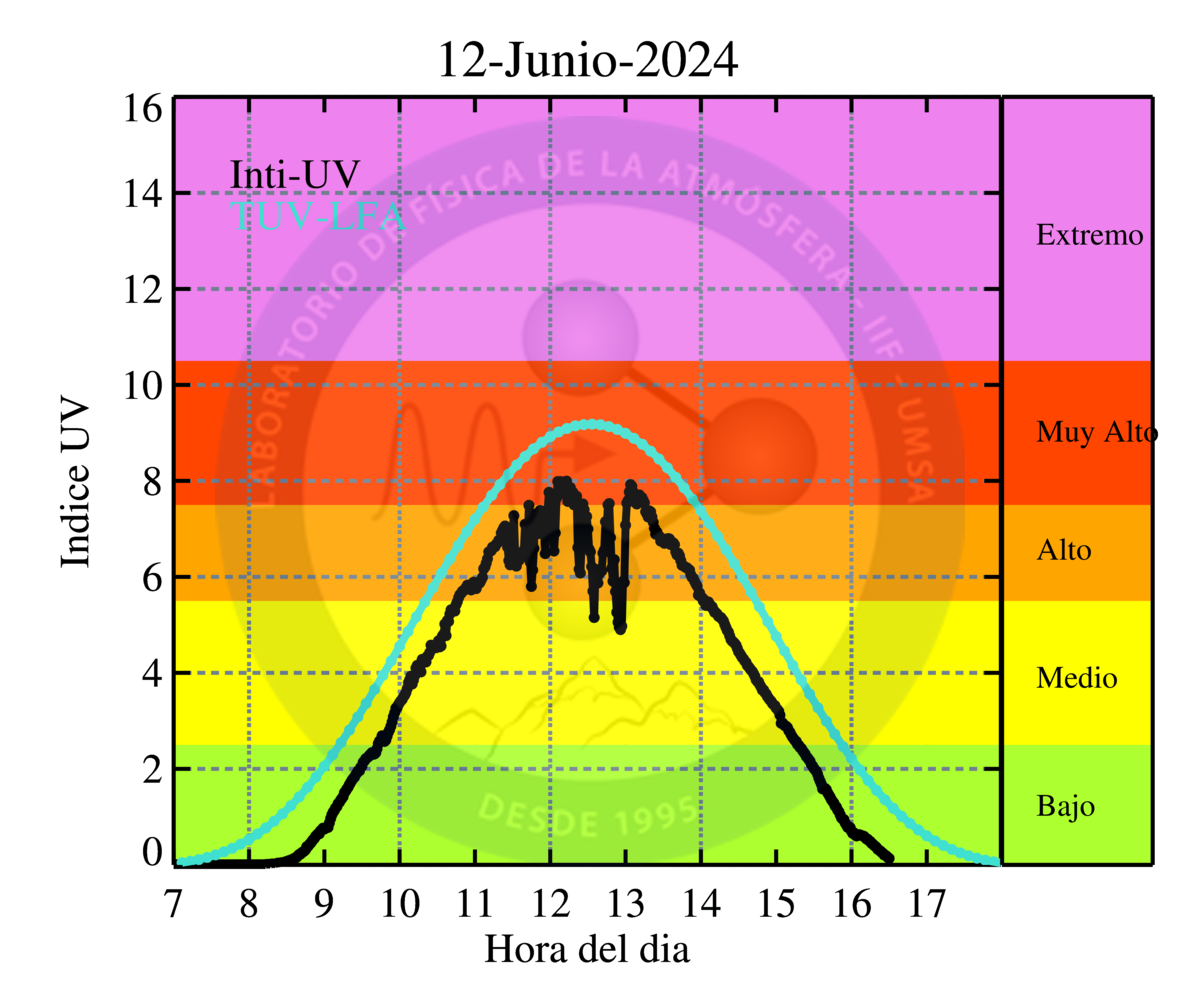 12-Junio-2024
16
14
12
10
8
6
4
2
0
Indice UV
Inti-UV
TUV-LFA
Extremo
Muy Alto
Alto
Medio
Bajo
LABORATORIO DE FÍSICA DE LA ATMÓSFERA - IIF - UMSA
DESDE 1995
7 8 9 10 11 12 13 14 15 16 17
Hora del dia